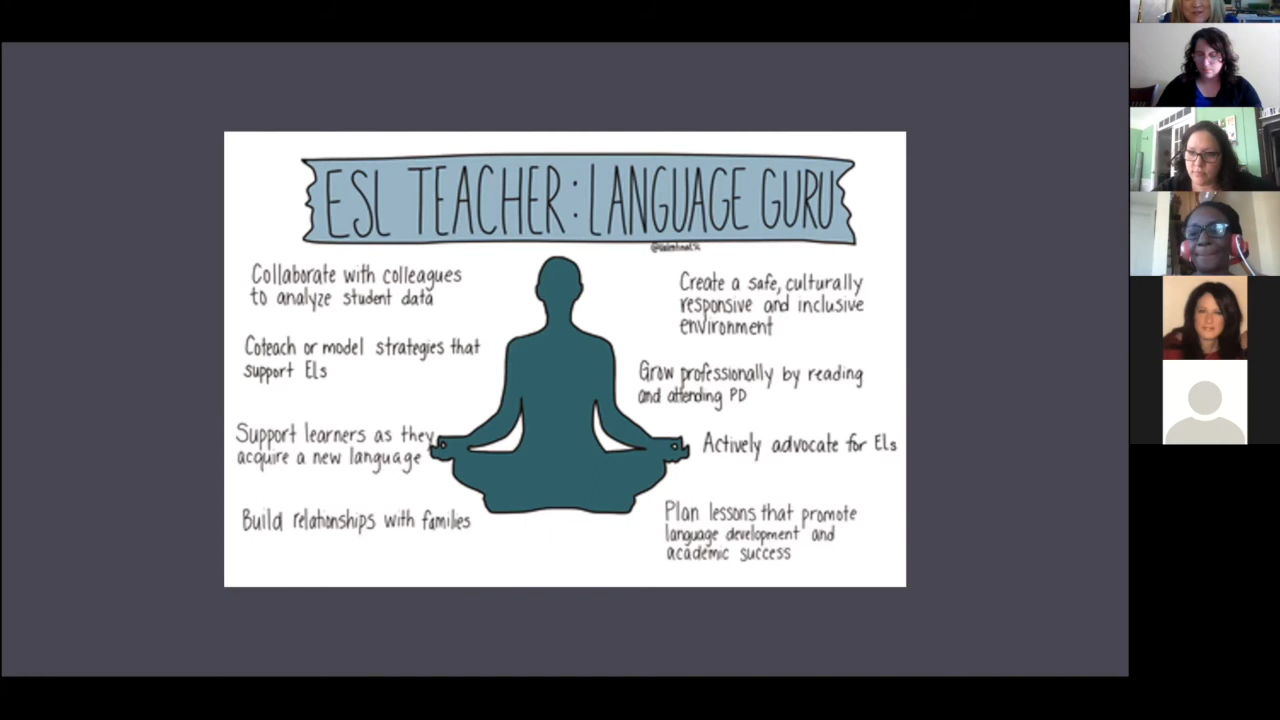 ESL TEACHER: LANGUAGE GURU
Collaborate with colleagues
to analyze student data
Coteach or model strategies that
support ELs
Support learners as they
acquire a new language
Build relationships with families
Create a safe, culturally
responsive and inclusive
environment
Grow professionally by reading
and attending PD
Actively advocate for ELs
Plan lessons that promote
language development and
academic success